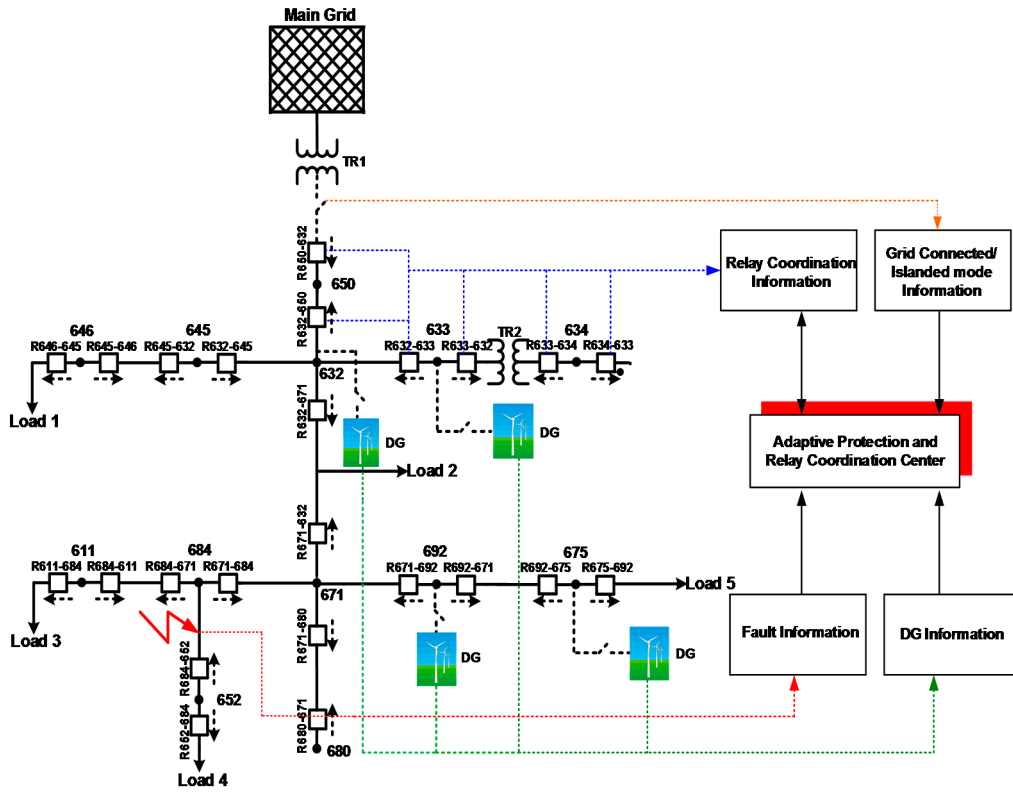 Main Grid
TR1
R650-632
650
R632-650
Relay Coordination
Information
Grid Connected/
Islanded mode
Information
646
645
633
TR2
634
R646-645
R645-646
R645-632
R632-645
R632-633
R633-632
R633-634
R634-633
632
Load 1
R632-671
DG
DG
Load 2
Adaptive Protection and
Relay Coordination Center
R671-632
611
684
692
675
R611-684
R684-611
R684-671
R671-684
R671-692
R692-671
R692-675
R675-692
671
Load 5
Load 3
R671-680
DG
DG
Fault Information
DG Information
R684-652
652
R652-684
R680-671
680
Load 4